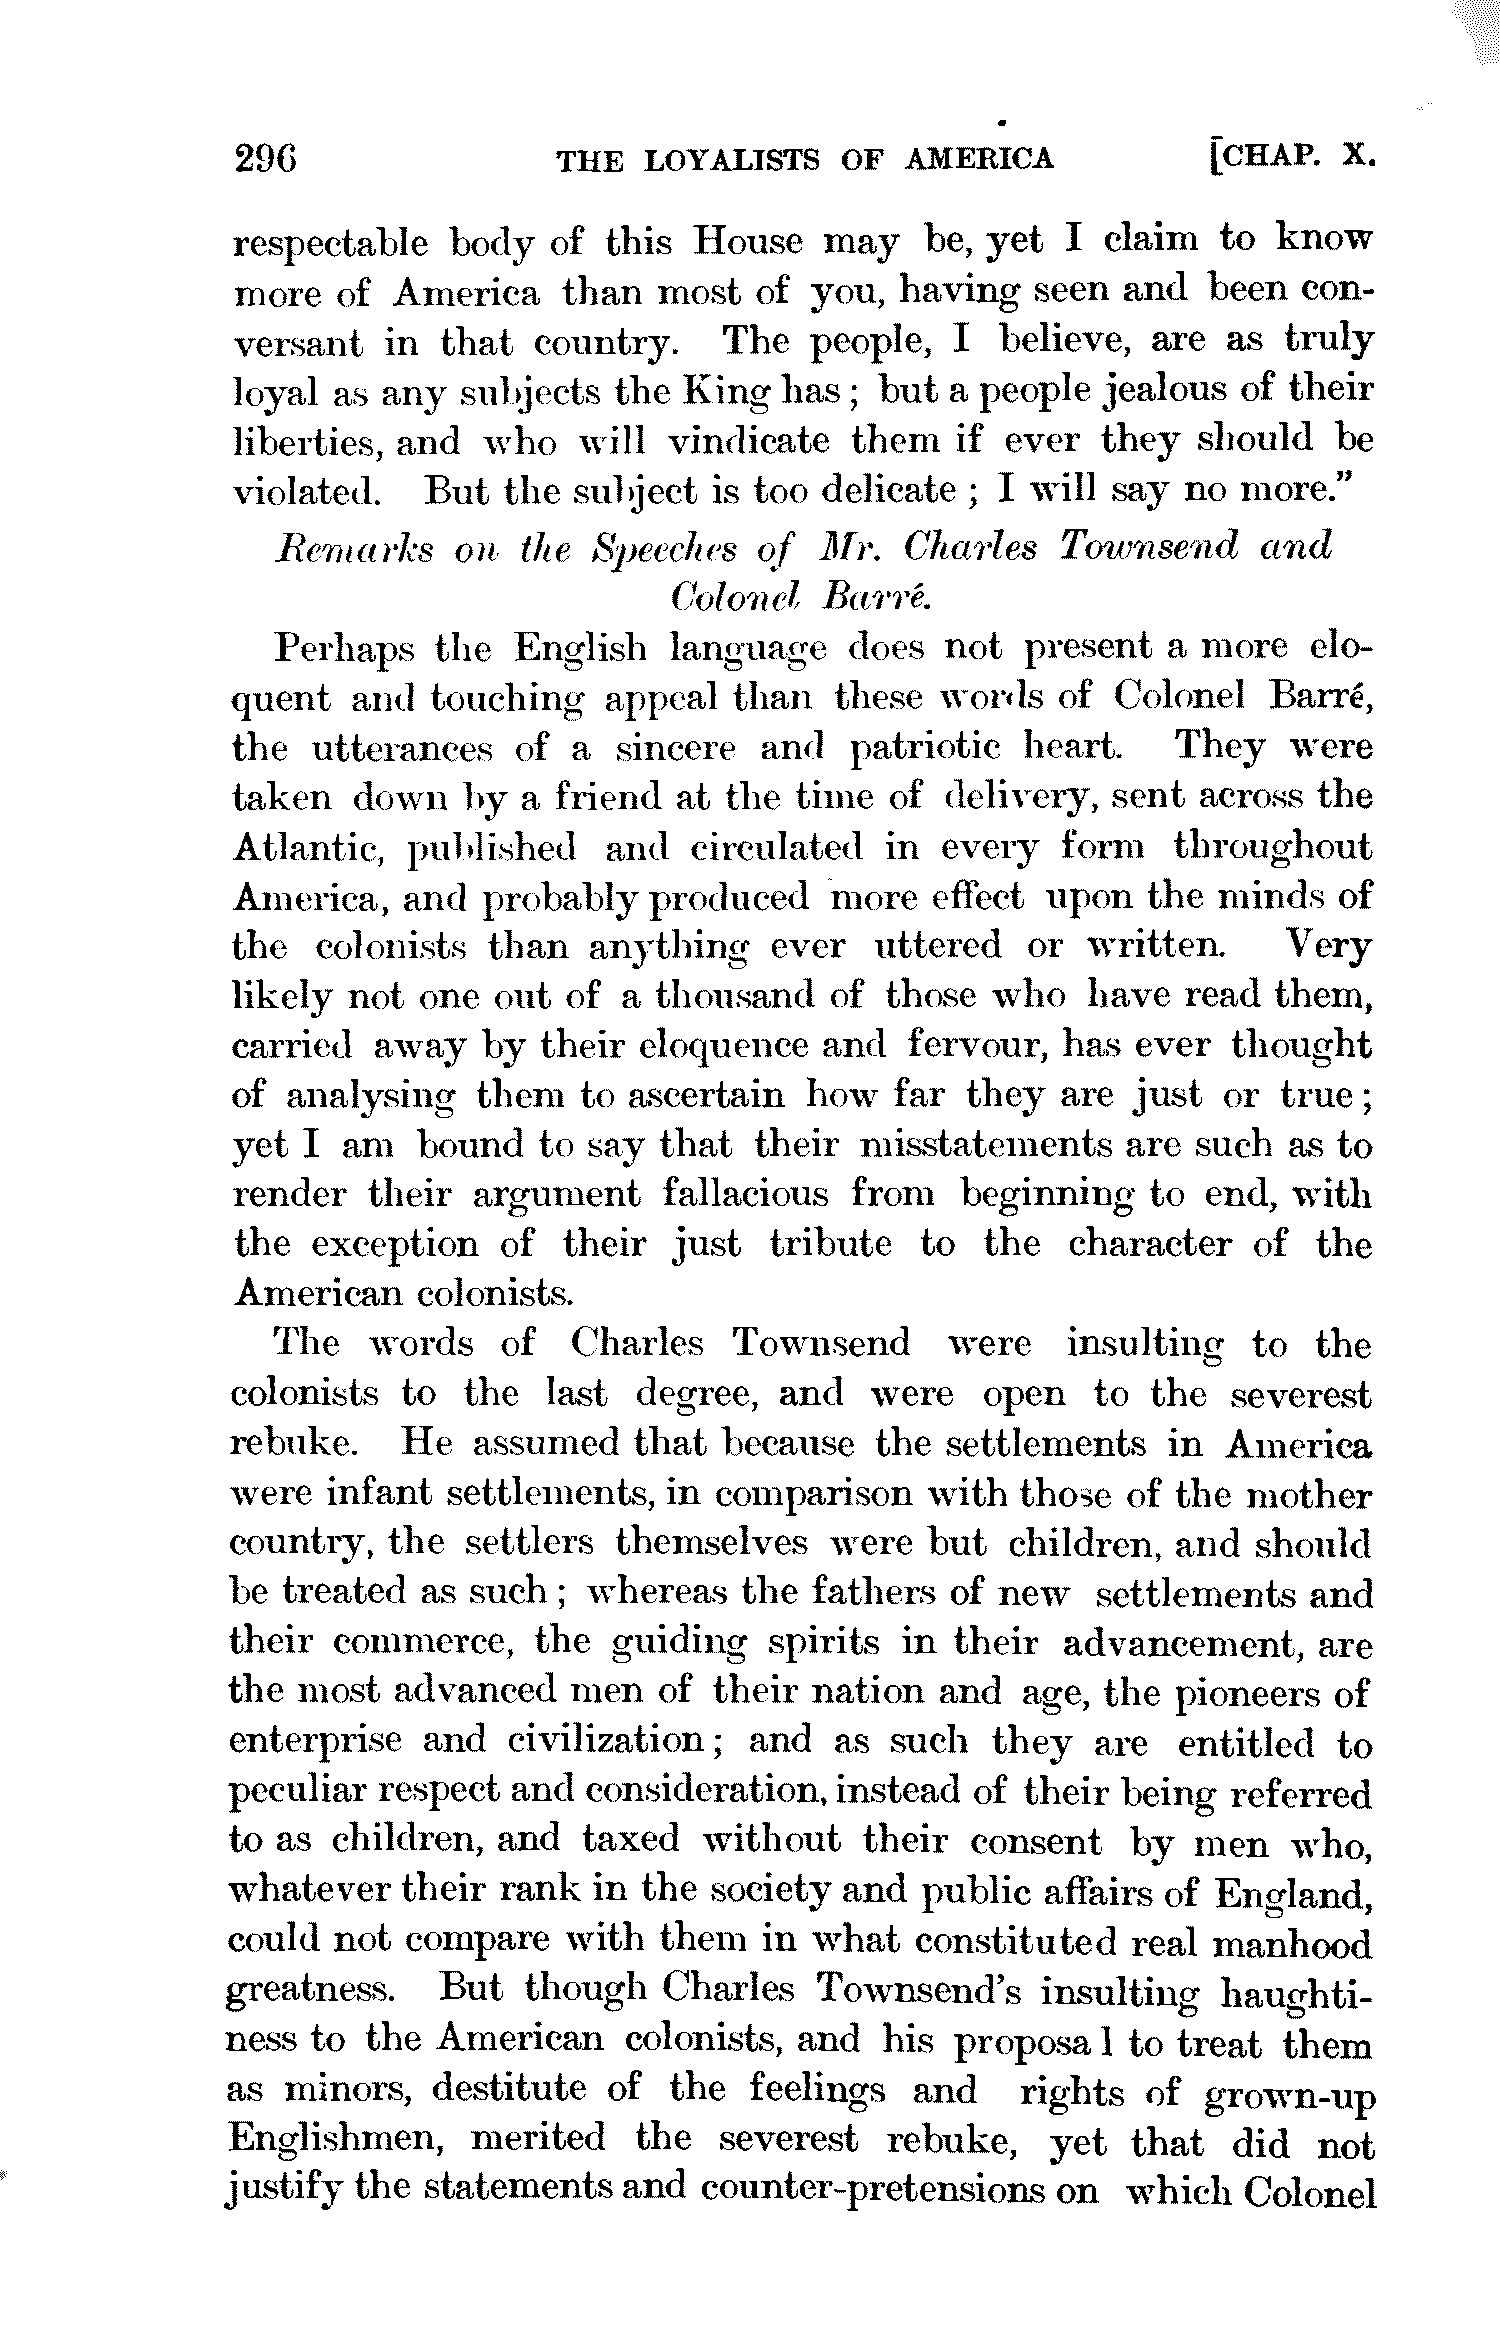 296 THE LOYALISTS OF AMERICA [CHAP. X.
respectable body of this House may be, yet I claim to know
more of America than most of you, having seen and been con-
versant in that country. The people, I believe, are as truly
loyal as any subjects the King has ; but a people jealous of their
liberties, and who will vindicate them if ever they should be
violated. But the subject is too delicate ; I will say no more.”
Remarks on the Speeches of Mr. Charles Townsend and
Colonel Barré.
Perhaps the English language does not present a more elo-
quent and touching appeal than these words of Colonel Barré,
the utterances of a sincere and patriotic heart. They were
taken down by a friend at the time of delivery, sent across the
Atlantic, published and circulated in every form throughout
America, and probably produced more effect upon the minds of
the colonists than anything ever uttered or written. Very
likely not one out of a thousand of those who have read them,
carried away by their eloquence and fervour, has ever thought
of analysing them to ascertain how far they are just or true ;
yet I am bound to say that their misstatements are such as to
render their argument fallacious from beginning to end, with
the exception of their just tribute to the character of the
American colonists.
The words of Charles Townsend were insulting to the
colonists to the last degree, and were open to the severest
rebuke. He assumed that because the settlements in America
were infant settlements, in comparison with those of the mother
country, the settlers themselves were but children, and should
be treated as such ; whereas the fathers of new settlements and
their commerce, the guiding spirits in their advancement, are
the most advanced men of their nation and age, the pioneers of
enterprise and civilization ; and as such they are entitled to
peculiar respect and consideration, instead of their being referred
to as children, and taxed without their consent by men who,
whatever their rank in the society and public affairs of England,
could not compare with them in what constituted real manhood
greatness. But though Charles Townsend's insulting haughti-
ness to the American colonists, and his proposa l to treat them
as minors, destitute of the feelings and rights of grown-up
Englishmen, merited the severest rebuke, yet that did not
justify the statements and counter-pretensions on which Colonel